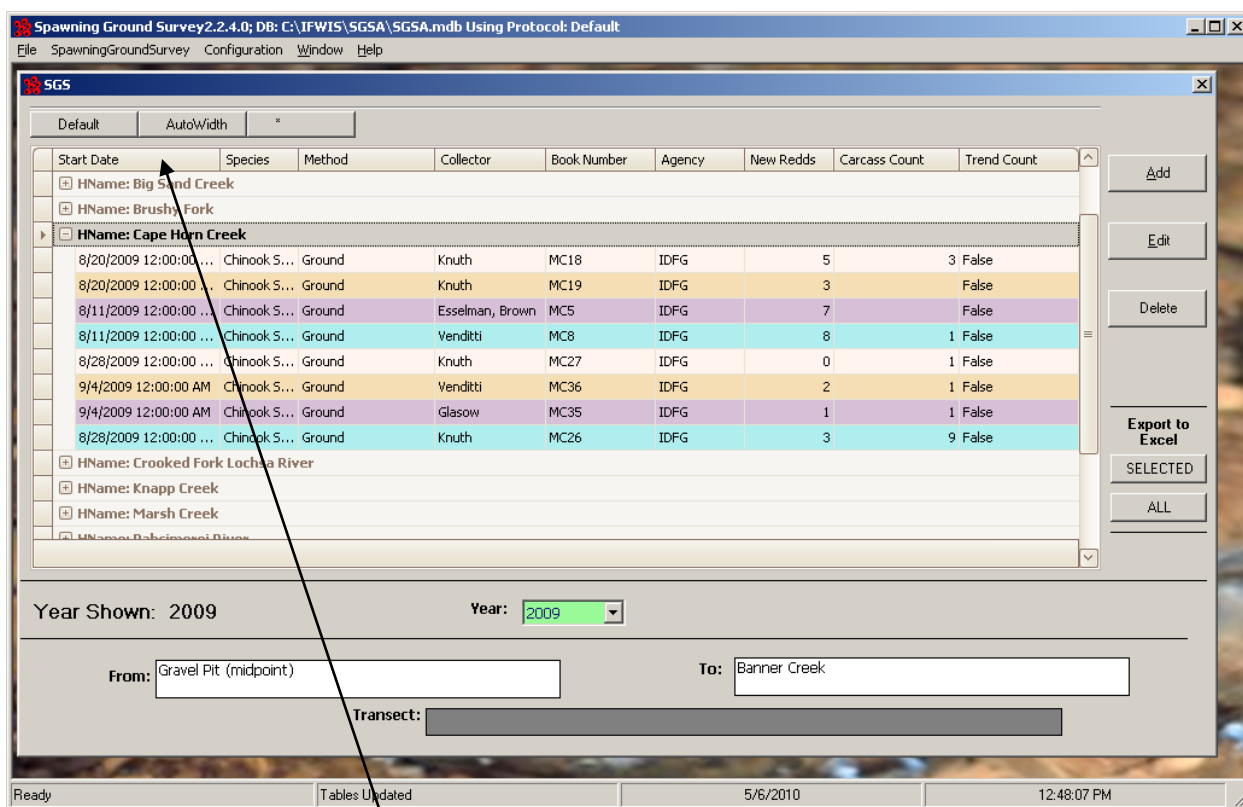 Spawning Ground Survey2.2.4.0; DB: C:\IFWIS\SGSA\SGSA.mdb Using Protocol: Default
File SpawningGroundSurvey Configuration Window Help
SGS
Default AutoWidth *
Start Date Species Method Collector Book Number Agency New Redds Carcass Count Trend Count
Add
HName: Big Sand Creek
HName: Brushy Fork
HName: Cape Horn Creek
Edit
8/20/2009 12:00:00 ... Chinook S... Ground Knuth MC18 IDFG 5 3 False
8/20/2009 12:00:00 ... Chinook S... Ground Knuth MC19 IDFG 3 False
8/11/2009 12:00:00 ... Chinook S... Ground Esselman, Brown MC5 IDFG 7 False
Delete
8/11/2009 12:00:00 ... Chinook S... Ground Venditti MC8 IDFG 8 1 False
8/28/2009 12:00:00 ... Chinook S... Ground Knuth MC27 IDFG 0 1 False
9/4/2009 12:00:00 AM Chinook S... Ground Venditti MC36 IDFG 2 1 False
9/4/2009 12:00:00 AM Chinook S... Ground Glasow MC35 IDFG 1 1 False
8/28/2009 12:00:00 ... Chinook S... Ground Knuth MC26 IDFG 3 9 False
Export to
Excel
HName: Crooked Fork Lochsa River
SELECTED
HName: Knapp Creek
HName: Marsh Creek
ALL
HName: Pahsimeroi River
Year Shown: 2009 Year: 2009
From: Gravel Pit (midpoint) To: Banner Creek
Transect:
Ready Tables Updated 5/6/2010 12:48:07 PM